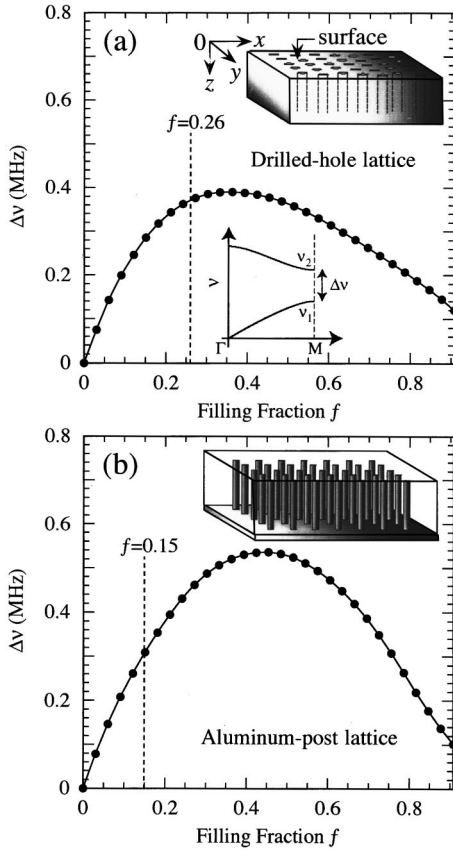 (a)
0
x
y
z
surface
f=0.26
Drilled-hole lattice
ν
ν₂
Δν
ν₁
Γ
M
Δν (MHz)
0.8
0.6
0.4
0.2
0
0 0.2 0.4 0.6 0.8
Filling Fraction f
(b)
f=0.15
Aluminum-post lattice
Δν (MHz)
0.8
0.6
0.4
0.2
0
0 0.2 0.4 0.6 0.8
Filling Fraction f